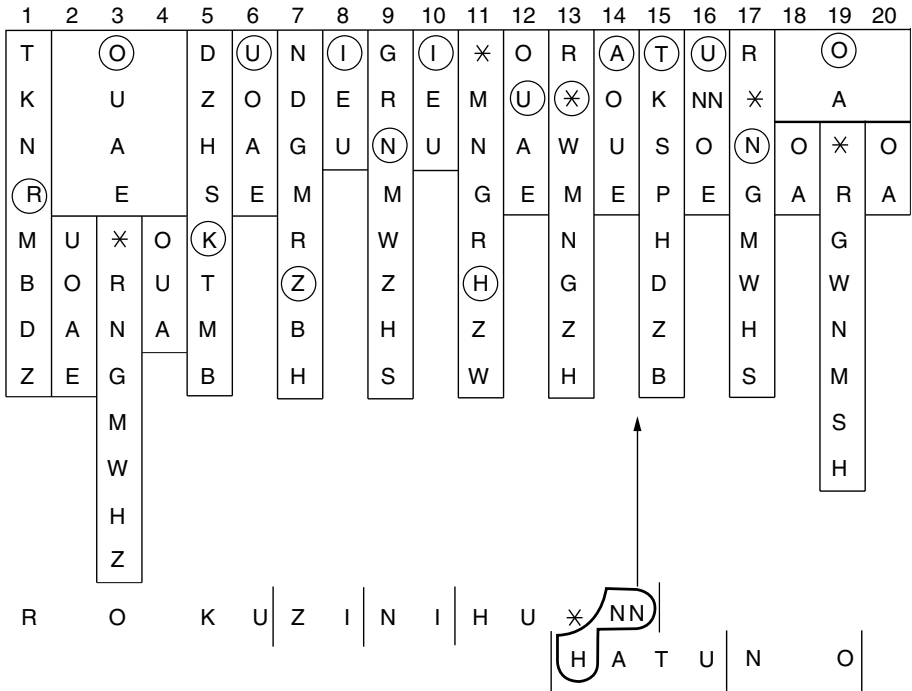 1 2 3 4 5 6 7 8 9 10 11 12 13 14 15 16 17 18 19 20
T O D U N I G I * O R A T U R O
K U Z O D E R E M U * O K NN * A
N A H A G U N U N A W U S O N O * O
R E S E M M G E M E P E G A R A
M U * O K R W R N H M G
B O R U T Z Z H G D W W
D A N A M B H Z Z Z H N
Z E G B H S W H B S M
M S
W H
H
Z
R O K U Z I N I H U * NN
H A T U N O